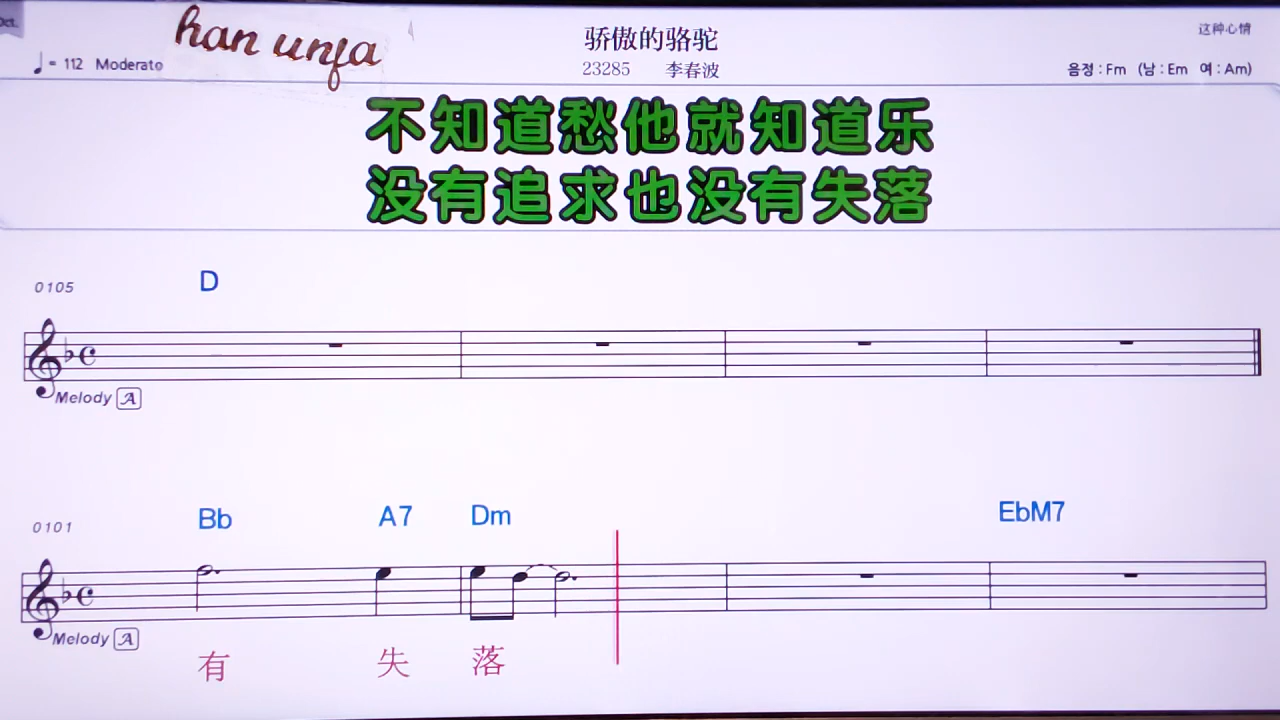 Oct.
han unfa
骄傲的骆驼
这种心情
♩= 112 Moderato
23285 李春波
음정 : Fm (남 : Em 여 : Am)
不知道愁他就知道乐
没有追求也没有失落
0105
D
Melody A
0101
Bb A7 Dm EbM7
Melody A
有 失 落